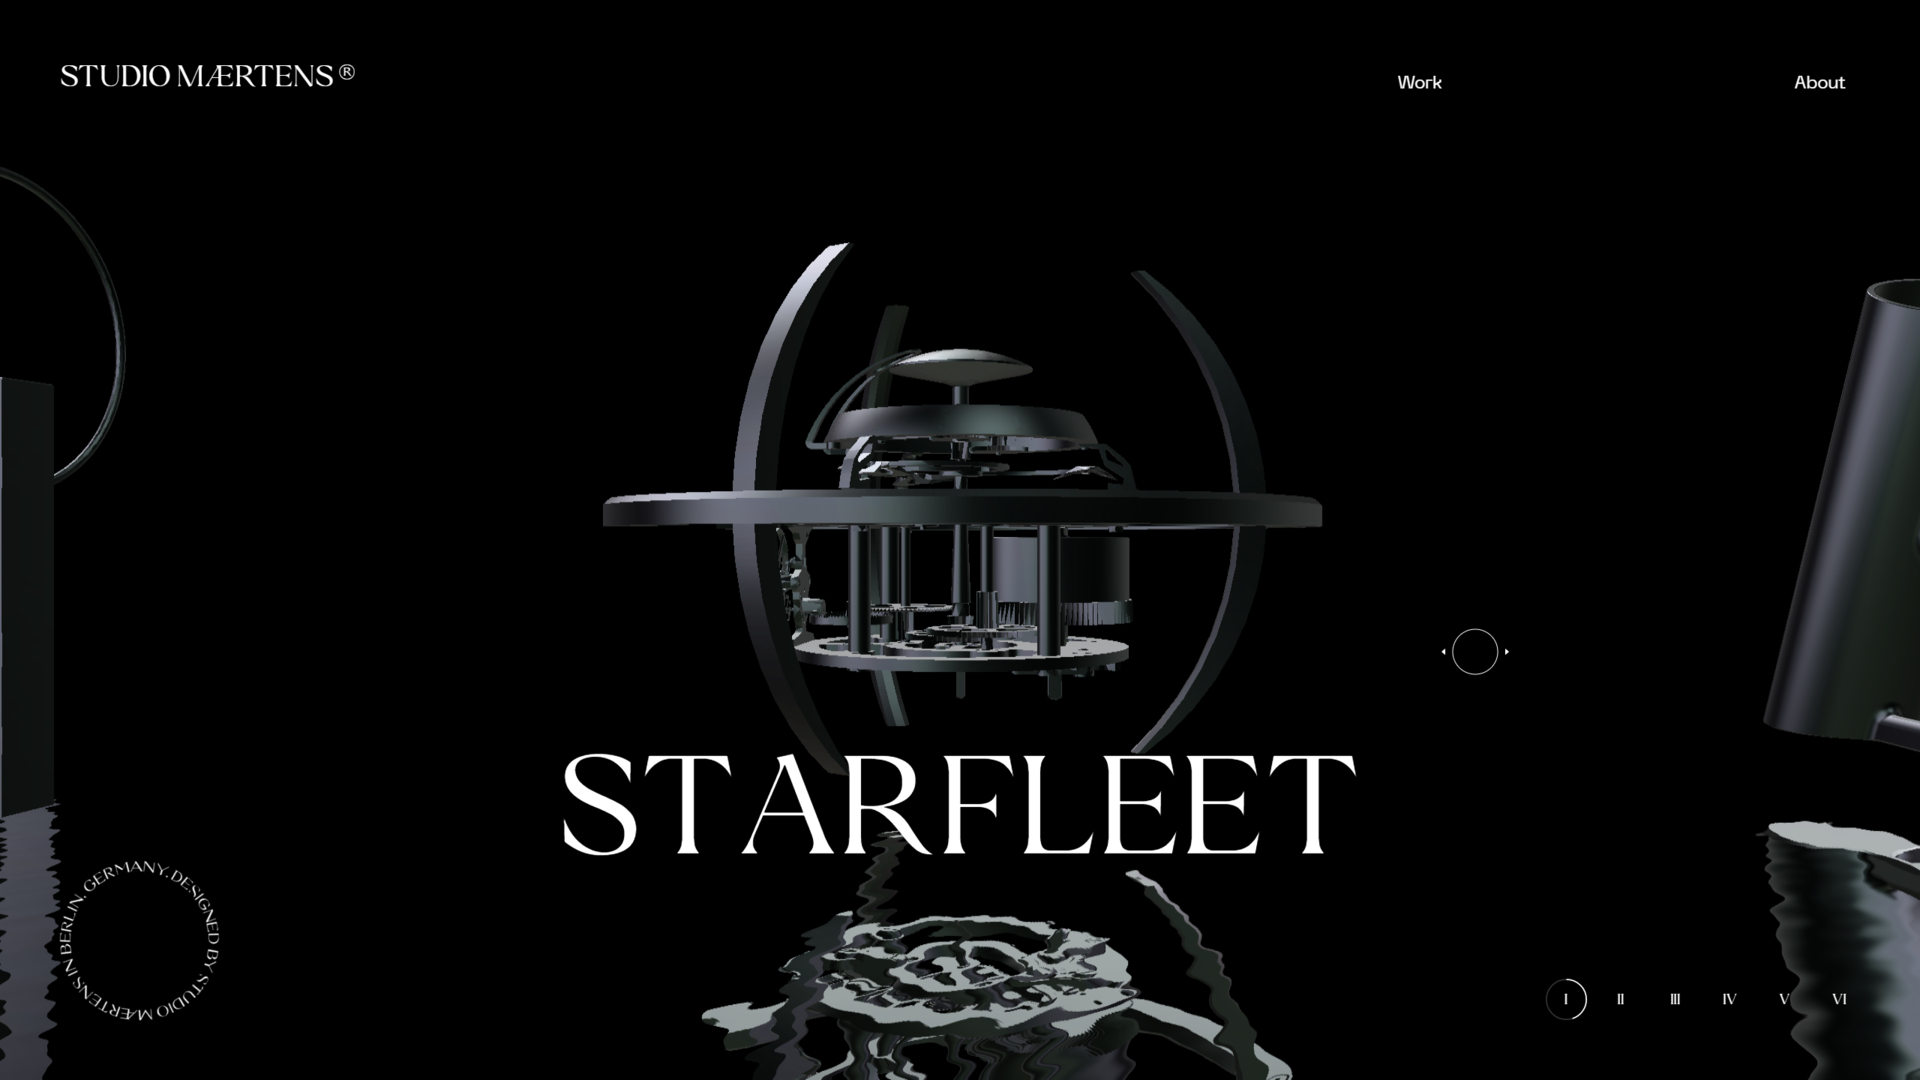 STUDIO MÆRTENS ®
Work
About
STARFLEET
DESIGNED BY STUDIO MÆRTENS IN BERLIN, GERMANY.
I II III IV V VI